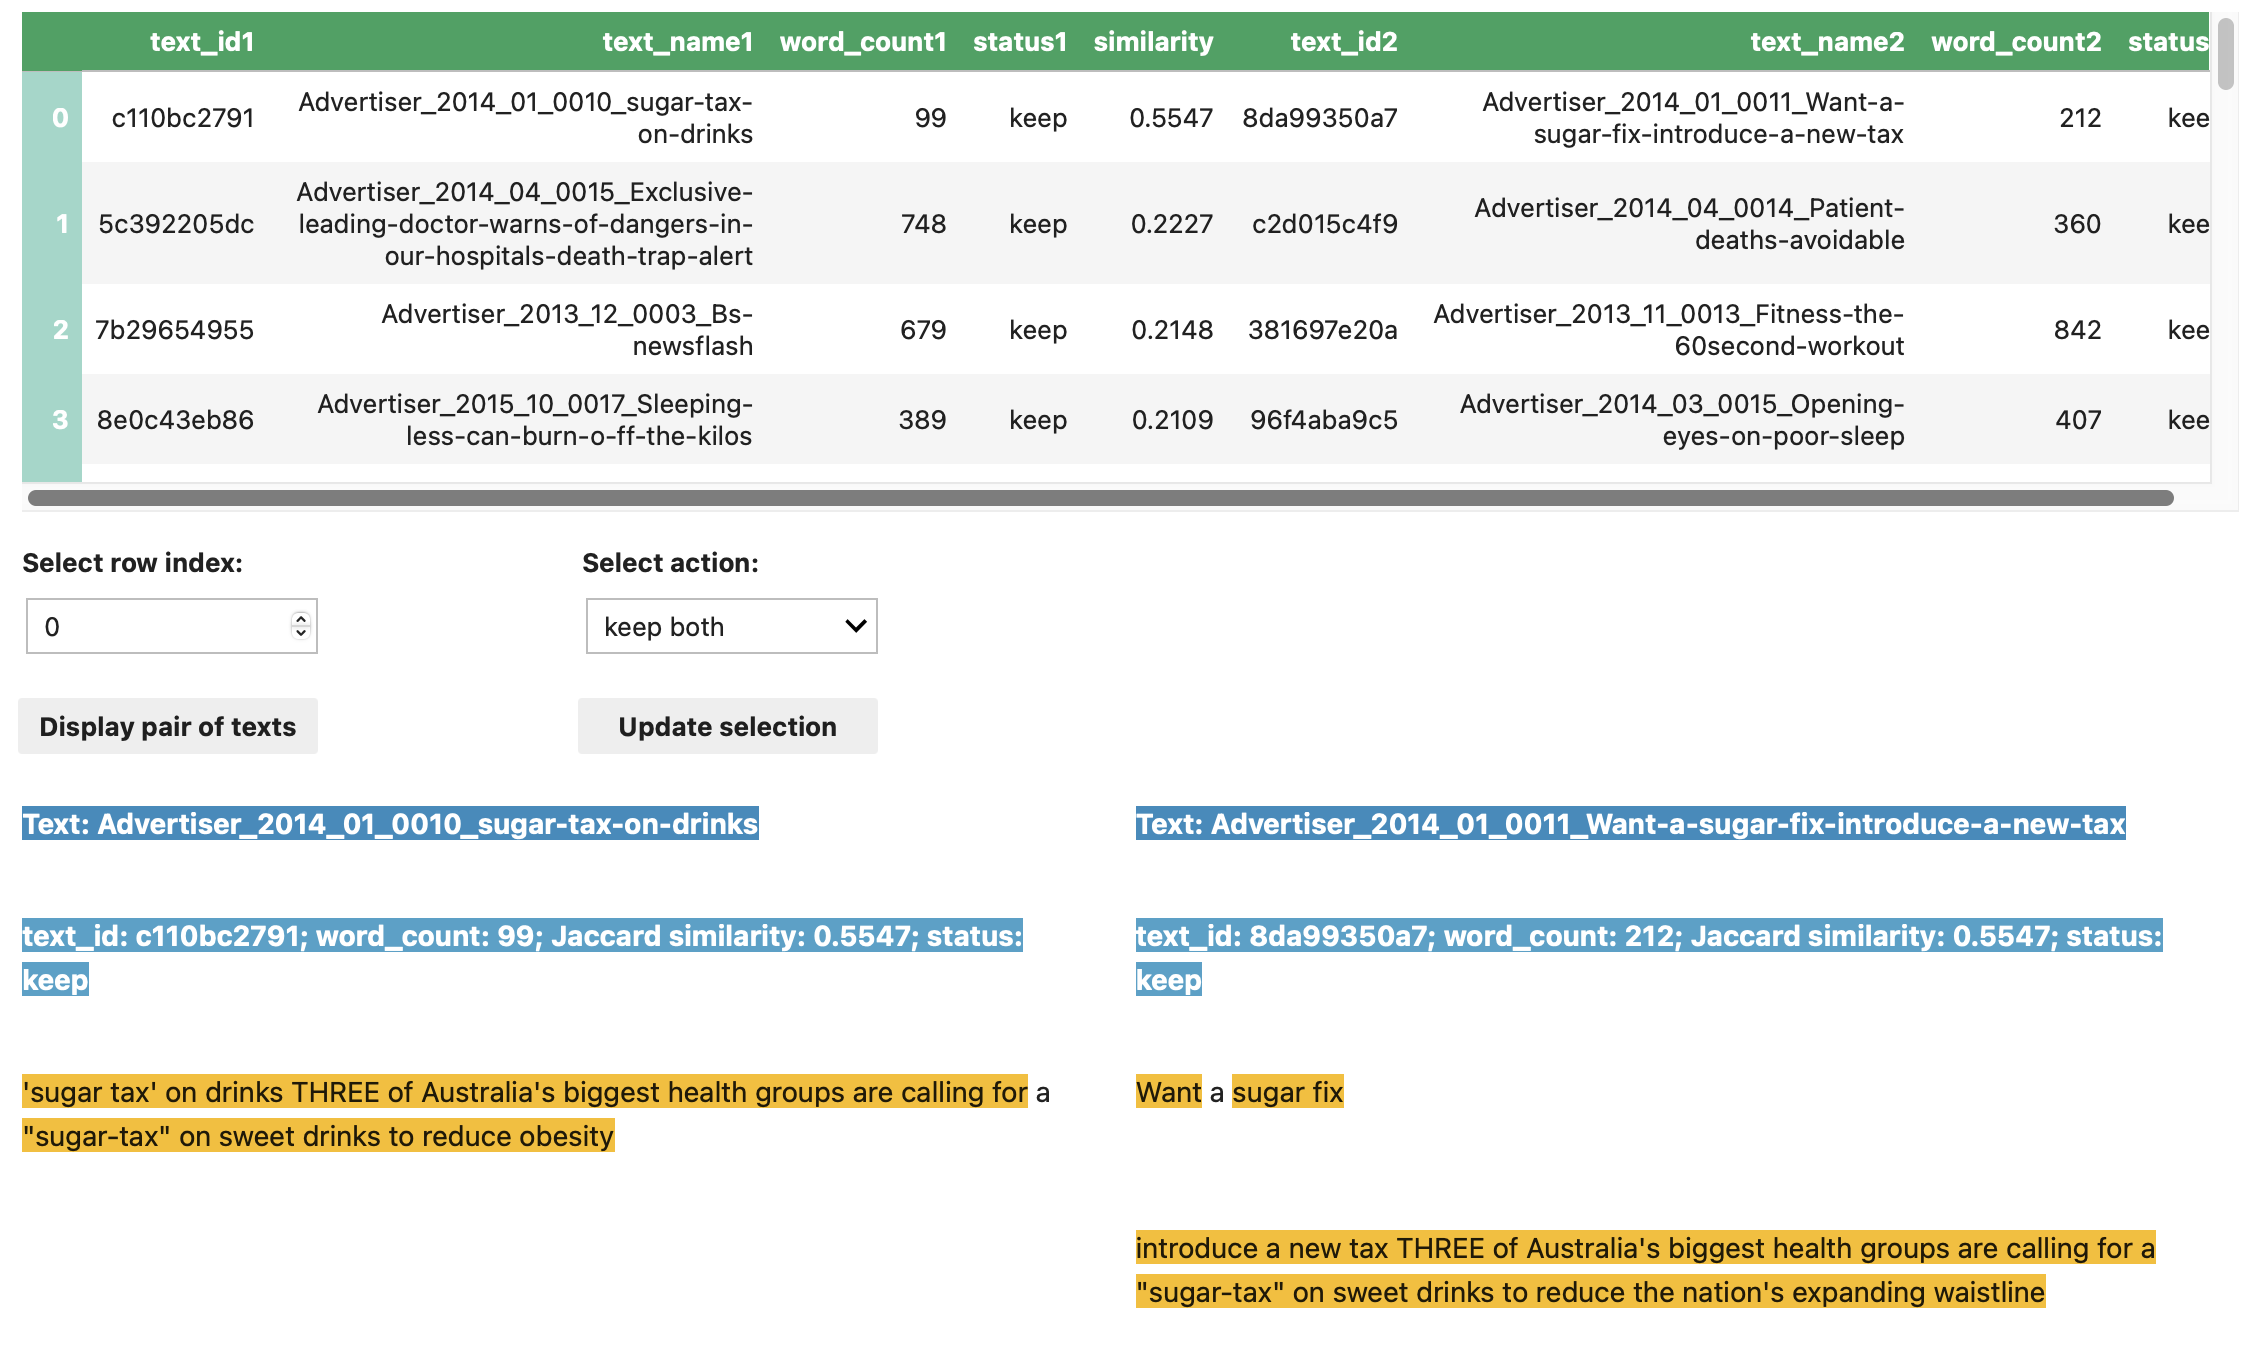 text_id1 text_name1 word_count1 status1 similarity text_id2 text_name2 word_count2 status
0 c110bc2791 Advertiser_2014_01_0010_sugar-tax-on-drinks 99 keep 0.5547 8da99350a7 Advertiser_2014_01_0011_Want-a-sugar-fix-introduce-a-new-tax 212 kee
1 5c392205dc Advertiser_2014_04_0015_Exclusive-leading-doctor-warns-of-dangers-in-our-hospitals-death-trap-alert 748 keep 0.2227 c2d015c4f9 Advertiser_2014_04_0014_Patient-deaths-avoidable 360 kee
2 7b29654955 Advertiser_2013_12_0003_Bs-newsflash 679 keep 0.2148 381697e20a Advertiser_2013_11_0013_Fitness-the-60second-workout 842 kee
3 8e0c43eb86 Advertiser_2015_10_0017_Sleeping-less-can-burn-o-ff-the-kilos 389 keep 0.2109 96f4aba9c5 Advertiser_2014_03_0015_Opening-eyes-on-poor-sleep 407 kee
Select row index: Select action:
0 keep both
Display pair of texts Update selection
Text: Advertiser_2014_01_0010_sugar-tax-on-drinks
text_id: c110bc2791; word_count: 99; Jaccard similarity: 0.5547; status:
keep
'sugar tax' on drinks THREE of Australia's biggest health groups are calling for a
"sugar-tax" on sweet drinks to reduce obesity
Text: Advertiser_2014_01_0011_Want-a-sugar-fix-introduce-a-new-tax
text_id: 8da99350a7; word_count: 212; Jaccard similarity: 0.5547; status:
keep
Want a sugar fix
introduce a new tax THREE of Australia's biggest health groups are calling for a
"sugar-tax" on sweet drinks to reduce the nation's expanding waistline